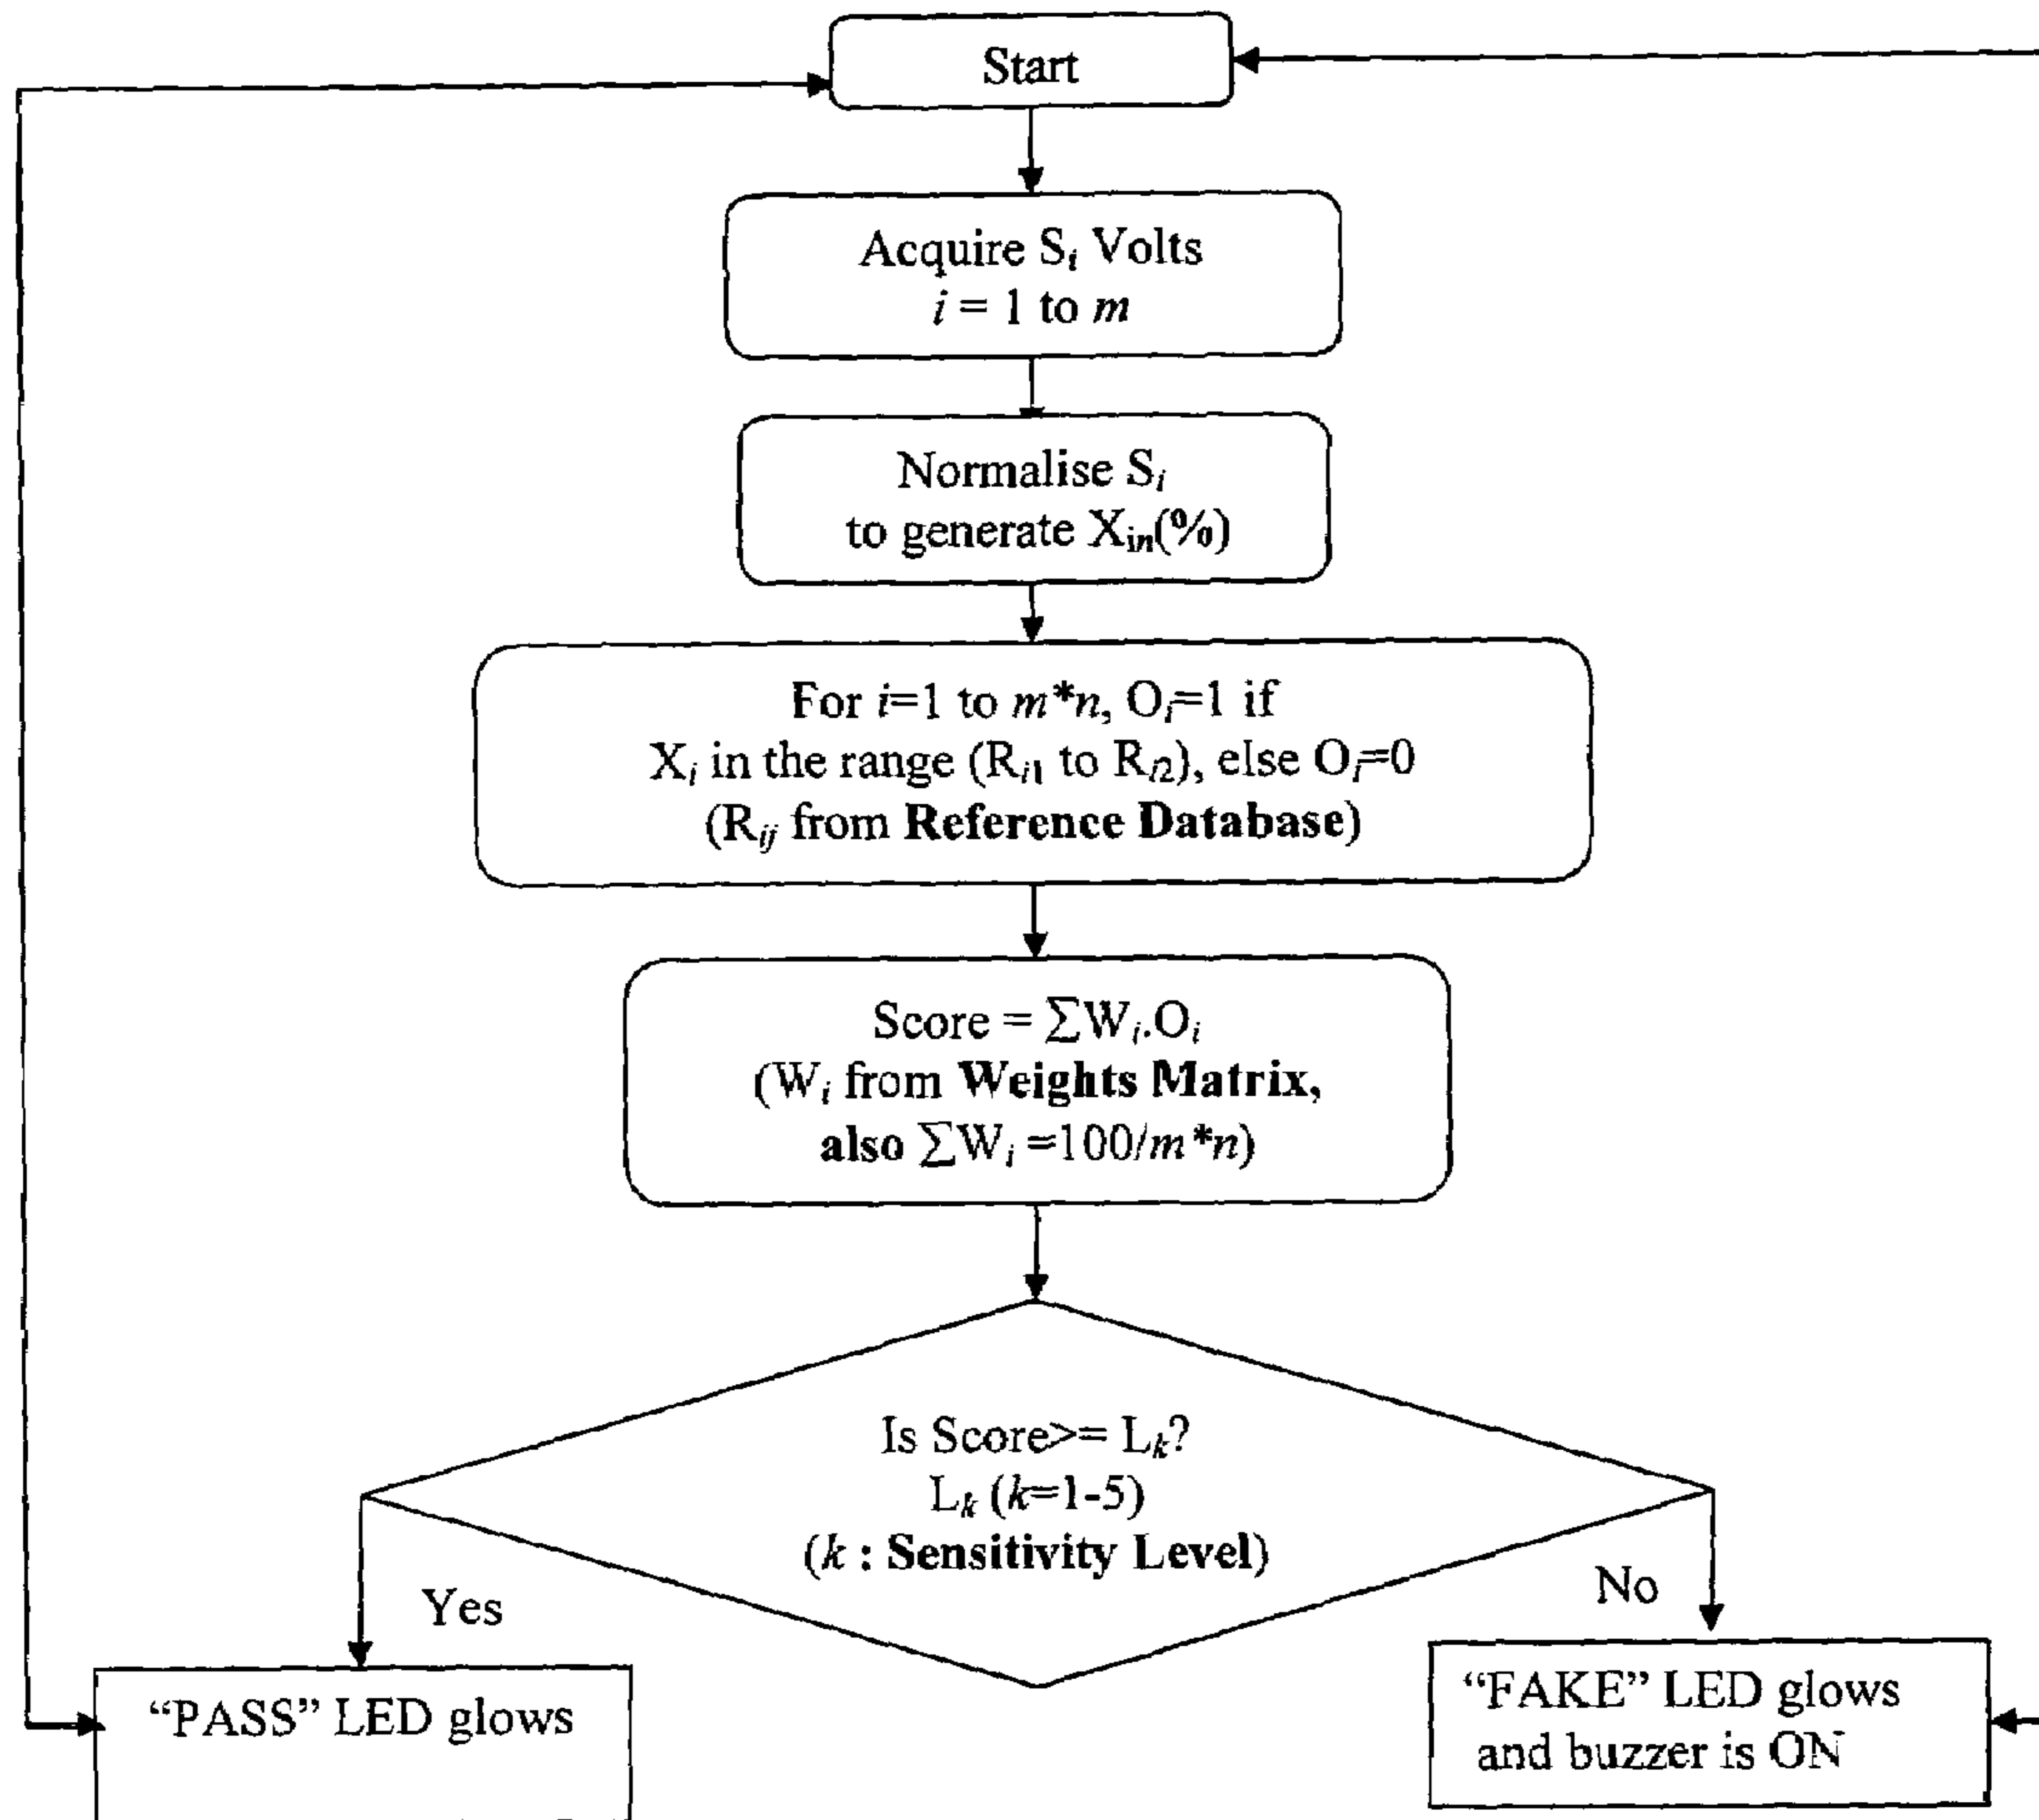 Start
Acquire Sᵢ Volts
i = 1 to m
Normalise Sᵢ
to generate Xᵢₙ(%)
For i=1 to m*n, Oᵢ=1 if
Xᵢ in the range (Rᵢ₁ to Rᵢ₂), else Oᵢ=0
(Rᵢⱼ from Reference Database)
Score = ∑Wᵢ.Oᵢ
(Wᵢ from Weights Matrix,
also ∑Wᵢ =100/m*n)
Is Score>= Lₖ?
Lₖ (k=1-5)
(k : Sensitivity Level)
Yes
No
“PASS” LED glows
“FAKE” LED glows
and buzzer is ON